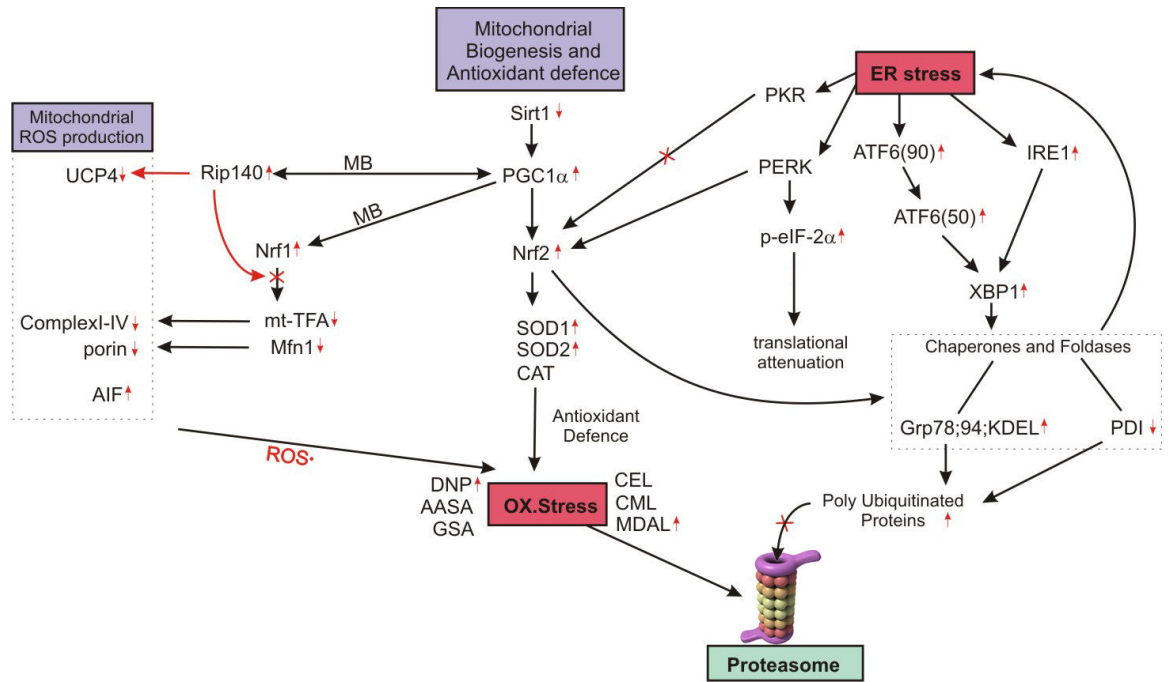 Mitochondrial
Biogenesis and
Antioxidant defence
ER stress
Mitochondrial
ROS production
Sirt1
PKR
UCP4
Rip140
MB
PGC1α
PERK
ATF6(90)
IRE1
MB
ATF6(50)
Nrf1
Nrf2
p-eIF-2α
XBP1
ComplexI-IV
mt-TFA
porin
Mfn1
SOD1
SOD2
CAT
translational
attenuation
Chaperones and Foldases
AIF
Antioxidant
Defence
Grp78;94;KDEL
PDI
ROS·
DNP
AASA
GSA
OX.Stress
CEL
CML
MDAL
Poly Ubiquitinated
Proteins
Proteasome